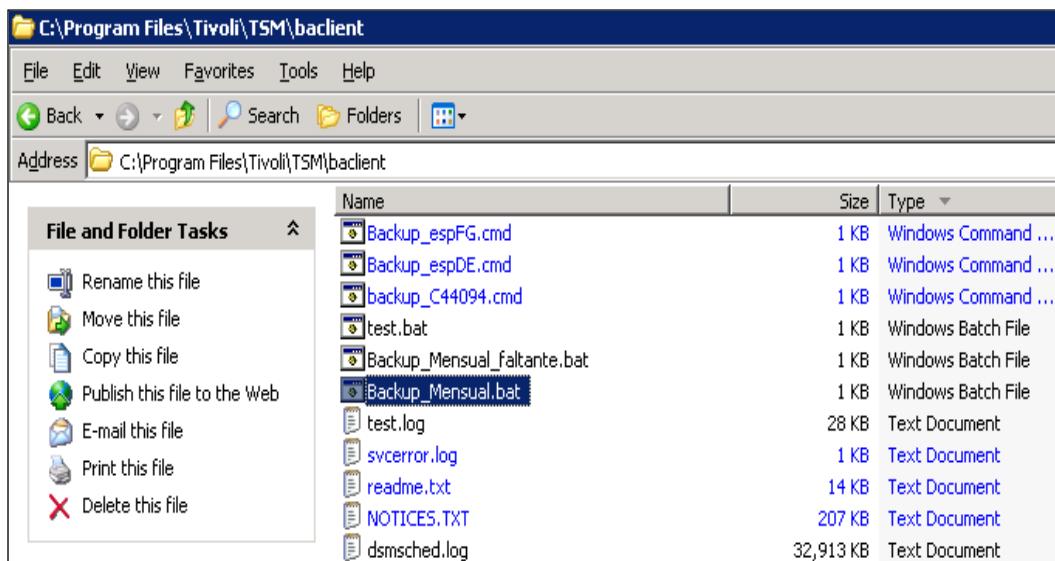 C:\Program Files\Tivoli\TSM\baclient
File Edit View Favorites Tools Help
Back Search Folders
Address C:\Program Files\Tivoli\TSM\baclient
File and Folder Tasks
Rename this file
Move this file
Copy this file
Publish this file to the Web
E-mail this file
Print this file
Delete this file
Name Size Type
Backup_espFG.cmd 1 KB Windows Command ...
Backup_espDE.cmd 1 KB Windows Command ...
backup_C44094.cmd 1 KB Windows Command ...
test.bat 1 KB Windows Batch File
Backup_Mensual_faltante.bat 1 KB Windows Batch File
Backup_Mensual.bat 1 KB Windows Batch File
test.log 28 KB Text Document
svcerror.log 1 KB Text Document
readme.txt 14 KB Text Document
NOTICES.TXT 207 KB Text Document
dsmsched.log 32,913 KB Text Document